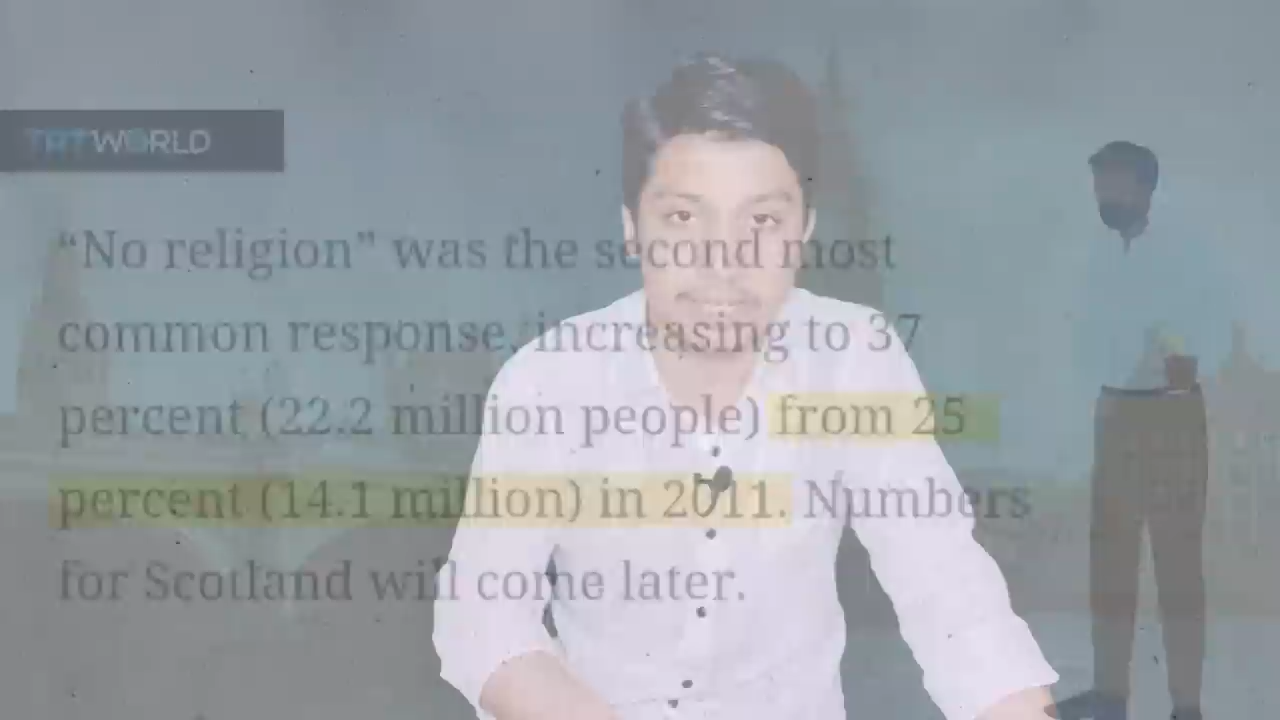 TRT WORLD
“No religion” was the second most
common response, increasing to 37
percent (22.2 million people) from 25
percent (14.1 million) in 2011. Numbers
for Scotland will come later.